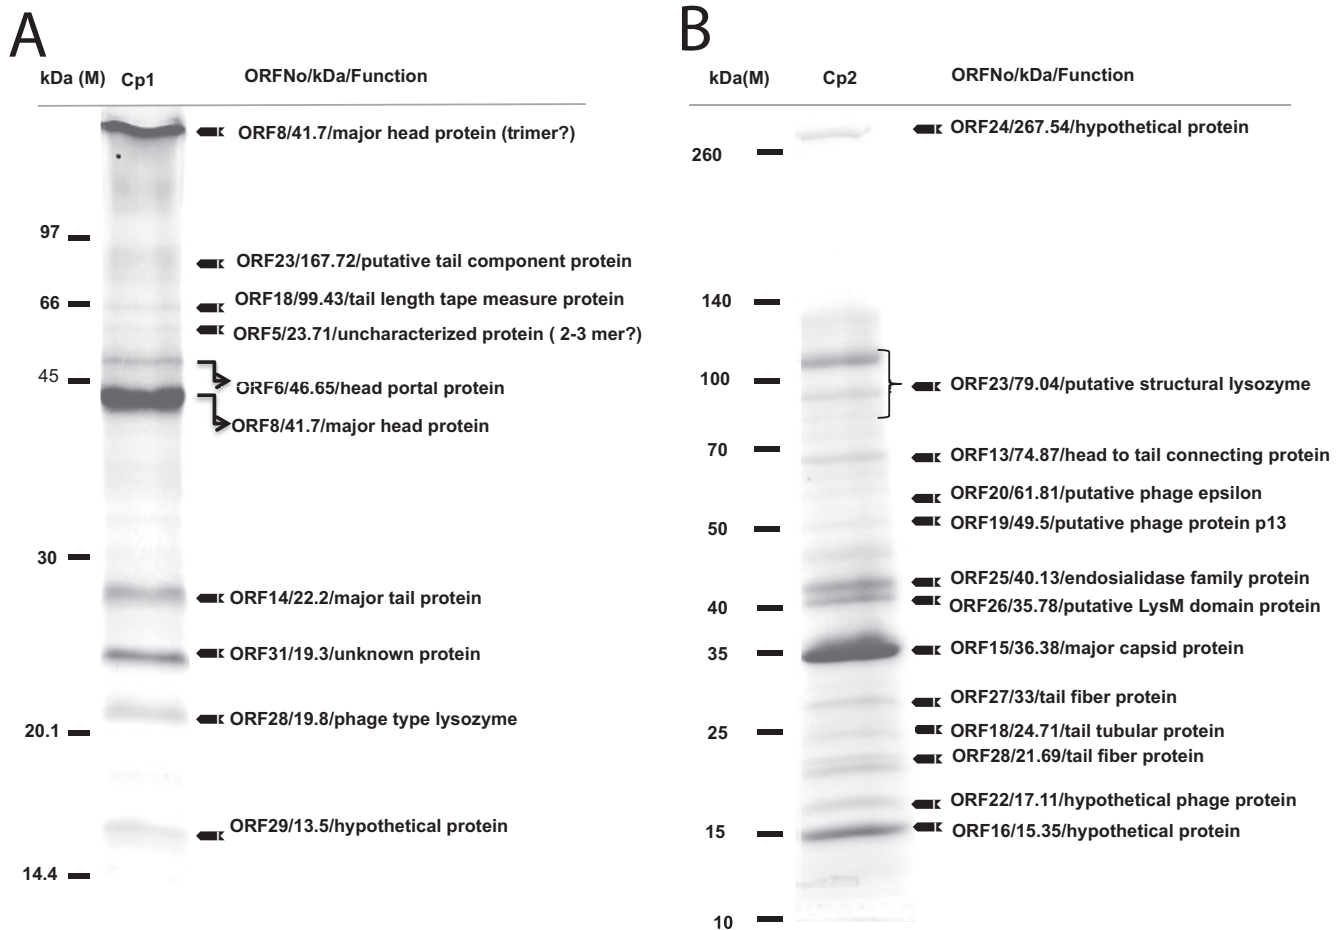 A
kDa (M) Cp1 ORFNo/kDa/Function
ORF8/41.7/major head protein (trimer?)
97
ORF23/167.72/putative tail component protein
66
ORF18/99.43/tail length tape measure protein
ORF5/23.71/uncharacterized protein ( 2-3 mer?)
45
ORF6/46.65/head portal protein
ORF8/41.7/major head protein
30
ORF14/22.2/major tail protein
ORF31/19.3/unknown protein
ORF28/19.8/phage type lysozyme
20.1
ORF29/13.5/hypothetical protein
14.4
B
kDa(M) Cp2 ORFNo/kDa/Function
ORF24/267.54/hypothetical protein
260
140
100
ORF23/79.04/putative structural lysozyme
70
ORF13/74.87/head to tail connecting protein
ORF20/61.81/putative phage epsilon
50
ORF19/49.5/putative phage protein p13
ORF25/40.13/endosialidase family protein
40
ORF26/35.78/putative LysM domain protein
35
ORF15/36.38/major capsid protein
ORF27/33/tail fiber protein
25
ORF18/24.71/tail tubular protein
ORF28/21.69/tail fiber protein
ORF22/17.11/hypothetical phage protein
15
ORF16/15.35/hypothetical protein
10